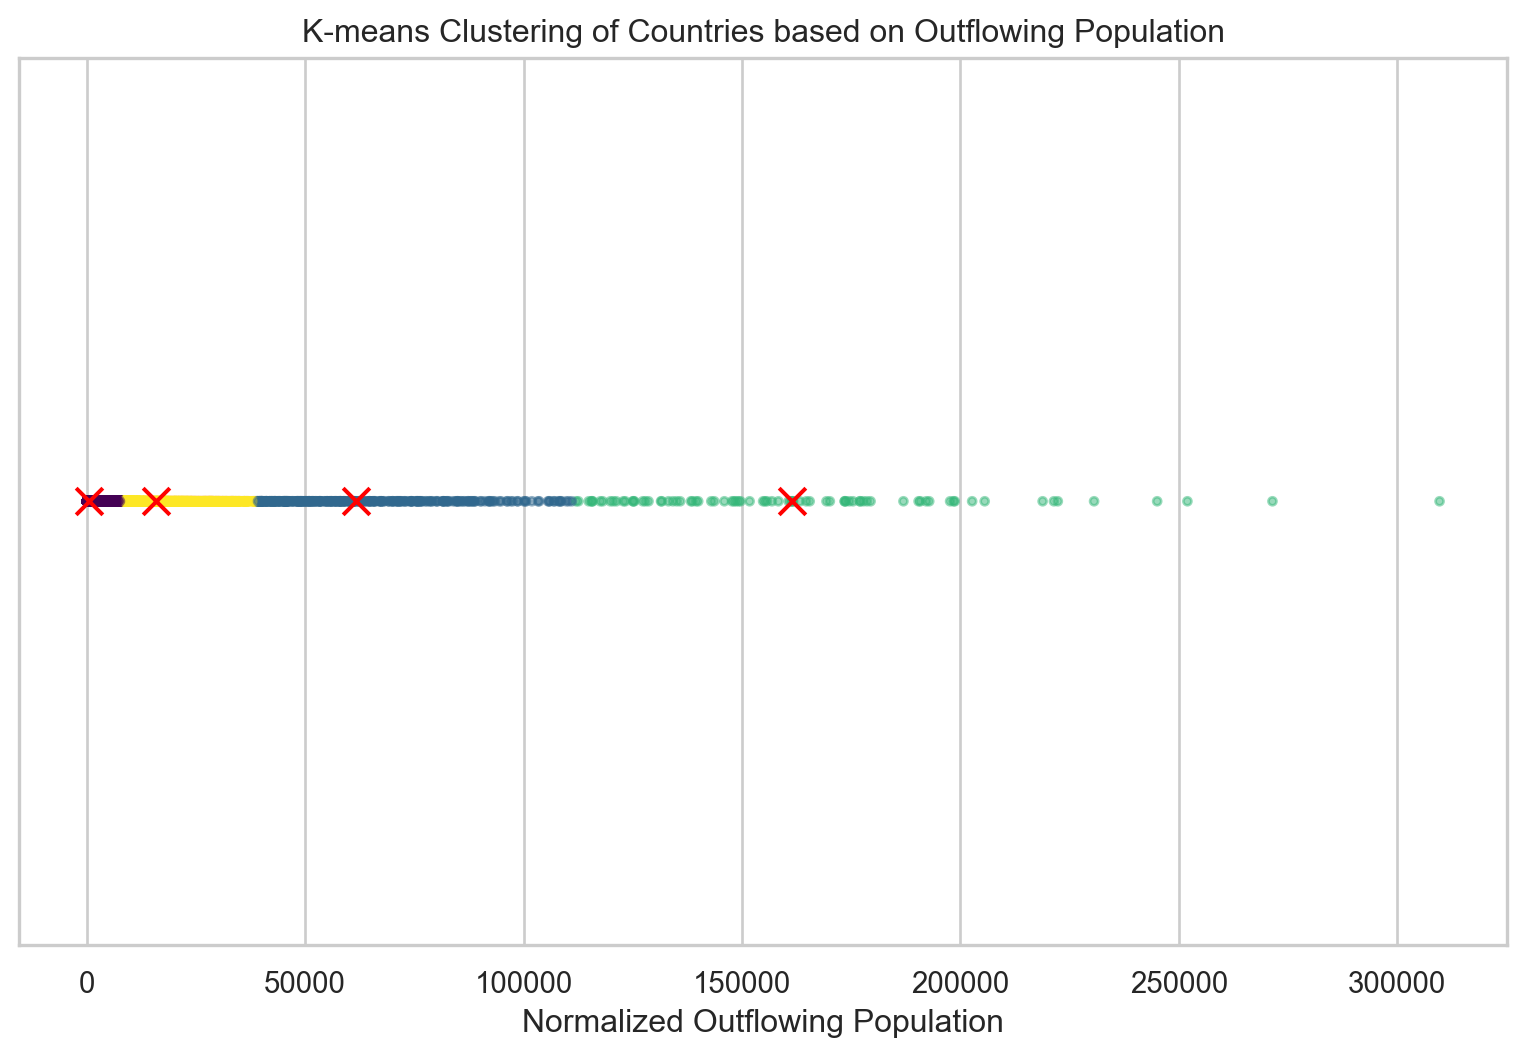 K-means Clustering of Countries based on Outflowing Population
0 50000 100000 150000 200000 250000 300000
Normalized Outflowing Population